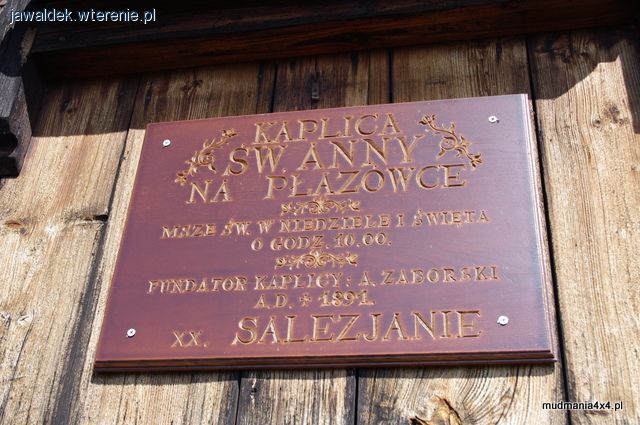 jawaldek.wterenie.pl
KAPLICA
ŚW. ANNY
NA PŁAZÓWCE
MSZE ŚW. W NIEDZIELE I ŚWIĘTA
O GODZ. 10.00.
FUNDATOR KAPLICY: A. ZABORSKI
A.D. + 1891.
XX. SALEZJANIE
mudmania4x4.pl